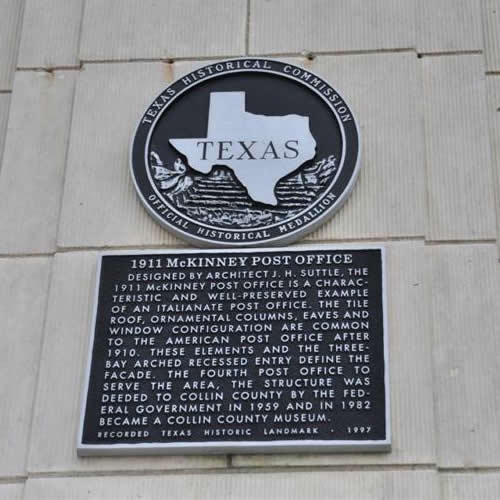 TEXAS HISTORICAL COMMISSION
TEXAS
OFFICIAL HISTORICAL MEDALLION
1911 McKINNEY POST OFFICE
DESIGNED BY ARCHITECT J. H. SUTTLE, THE
1911 McKINNEY POST OFFICE IS A CHARAC-
TERISTIC AND WELL-PRESERVED EXAMPLE
OF AN ITALIANATE POST OFFICE. THE TILE
ROOF, ORNAMENTAL COLUMNS, EAVES AND
WINDOW CONFIGURATION ARE COMMON
TO THE AMERICAN POST OFFICE AFTER
1910. THESE ELEMENTS AND THE THREE-
BAY ARCHED RECESSED ENTRY DEFINE THE
FACADE. THE FOURTH POST OFFICE TO
SERVE THE AREA, THE STRUCTURE WAS
DEEDED TO COLLIN COUNTY BY THE FED-
ERAL GOVERNMENT IN 1959 AND IN 1982
BECAME A COLLIN COUNTY MUSEUM.
RECORDED TEXAS HISTORIC LANDMARK - 1997